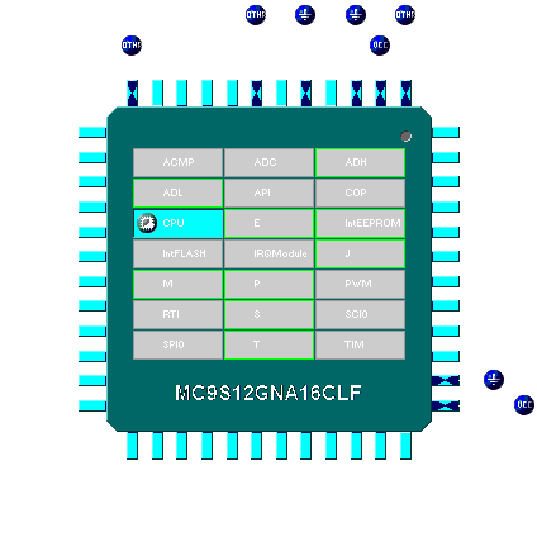 OTHR OTHR
OTHR VCC
ACMP ADC ADH
ADL API COP
CPU E IntEEPROM
IntFLASH IRQModule J
M P PWM
RTI S SCI0
SPI0 T TIM
MC9S12GNA16CLF
VCC